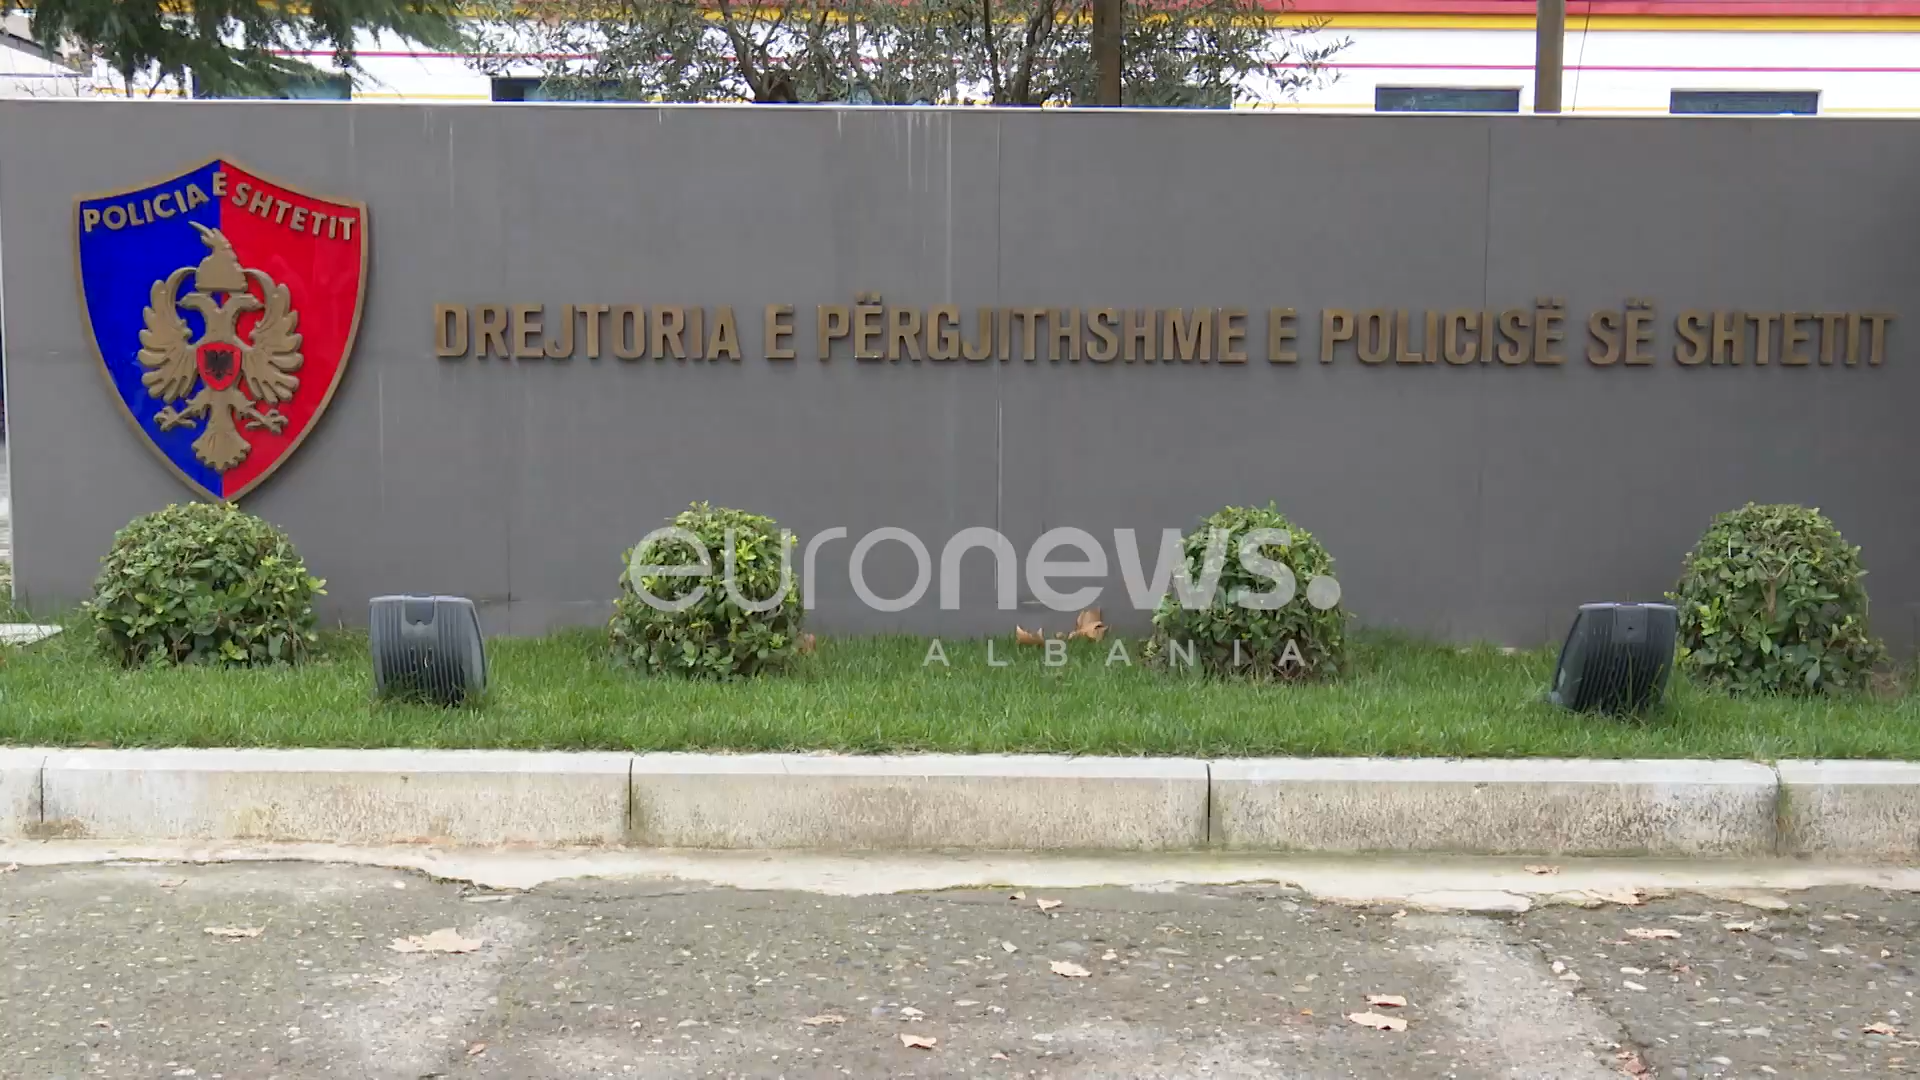 POLICIA E SHTETIT
DREJTORIA E PËRGJITHSHME E POLICISË SË SHTETIT
euronews.
ALBANIA